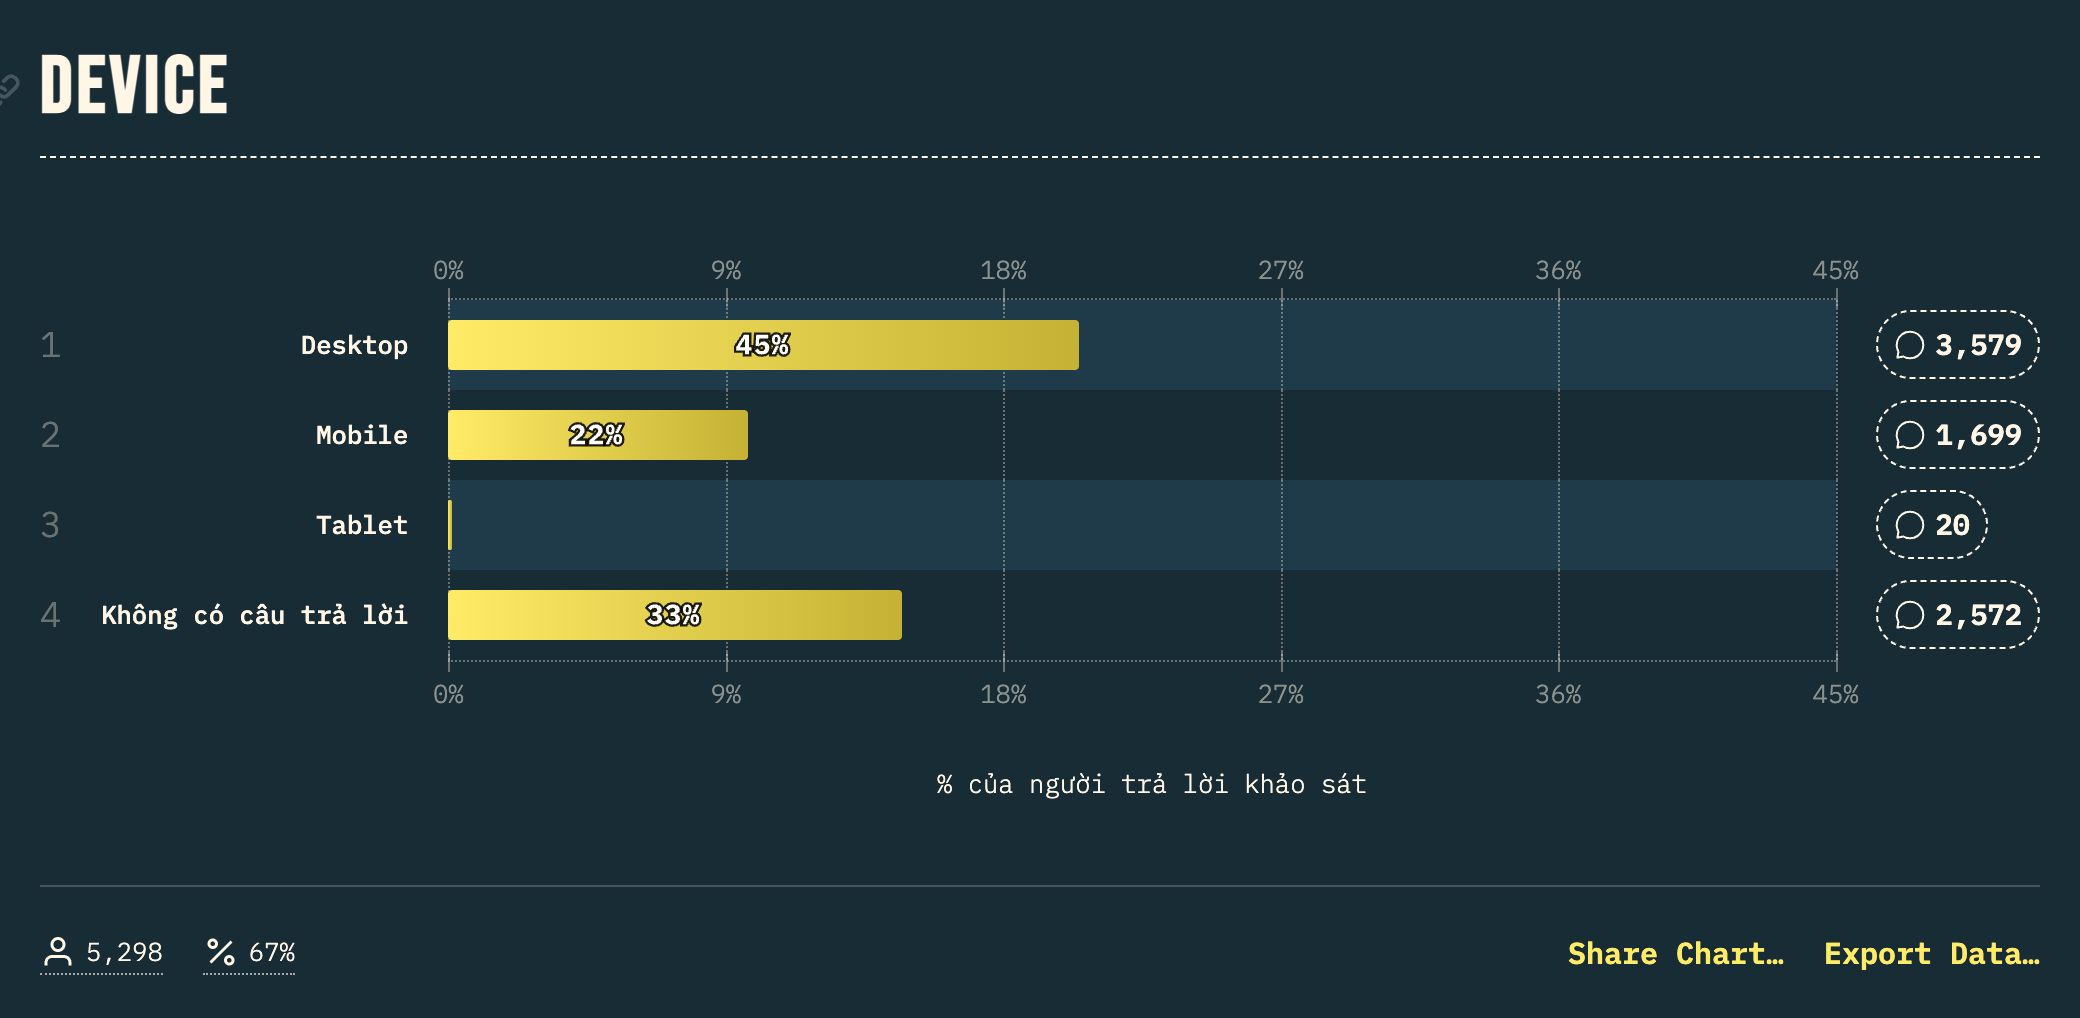 DEVICE
0% 9% 18% 27% 36% 45%
1 Desktop 45% 3,579
2 Mobile 22% 1,699
3 Tablet 20
4 Không có câu trả lời 33% 2,572
0% 9% 18% 27% 36% 45%
% của người trả lời khảo sát
5,298 67% Share Chart… Export Data…